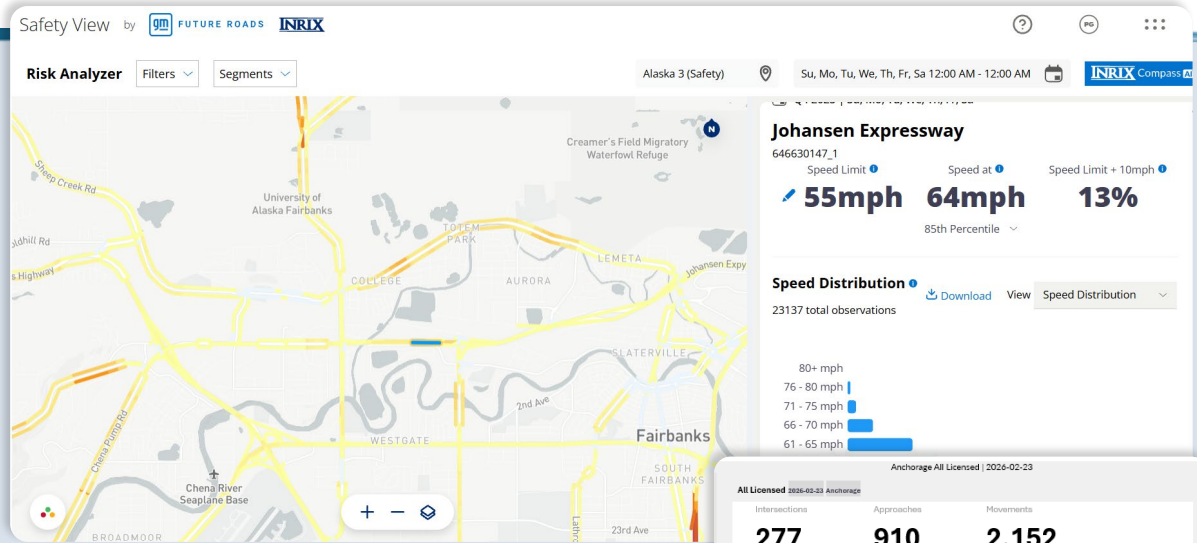 Safety View by gm FUTURE ROADS INRIX
PG
Risk Analyzer Filters Segments Alaska 3 (Safety) Su, Mo, Tu, We, Th, Fr, Sa 12:00 AM - 12:00 AM INRIX Compass
Johansen Expressway
646630147_1
Speed Limit Speed at Speed Limit + 10mph
55mph 64mph 13%
85th Percentile
Speed Distribution Download View Speed Distribution
23137 total observations
80+ mph
76 - 80 mph
71 - 75 mph
66 - 70 mph
61 - 65 mph
N
Creamer's Field Migratory
Waterfowl Refuge
Sheep Creek Rd
University of
Alaska Fairbanks
TOTEM
PARK
LEMETA
Johansen Expy
Highway
COLLEGE
AURORA
SLATERVILLE
2nd Ave
Chena Pump Rd
WESTGATE
Fairbanks
SOUTH
FAIRBANKS
Chena River
Seaplane Base
23rd Ave
BROADMOOR
Anchorage All Licensed | 2026-02-23
All Licensed 2026-02-23 Anchorage
Intersections Approaches Movements
277 910 2,152